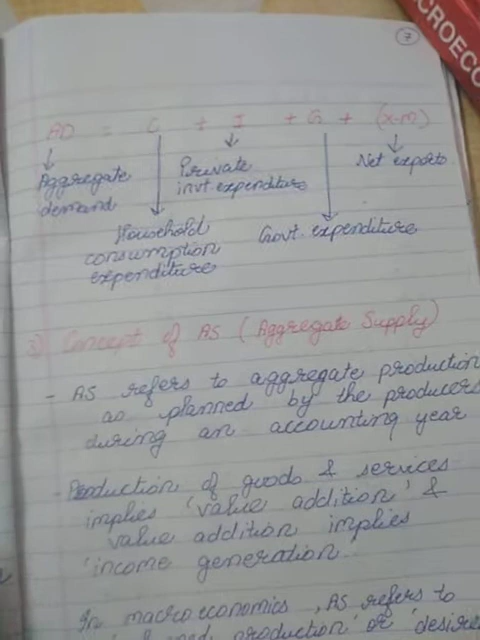 7
CROECO
AD = C + I + G + (X-M)
Aggregate demand
Private invt expenditure
Net exports
Household consumption expenditure
Govt. expenditure
3) Concept of AS (Aggregate Supply)
- AS refers to aggregate production
as planned by the producers
during an accounting year
- Production of goods & services
implies 'value addition' &
value addition implies
'income generation
In macroeconomics, AS refers to
production' or 'desire